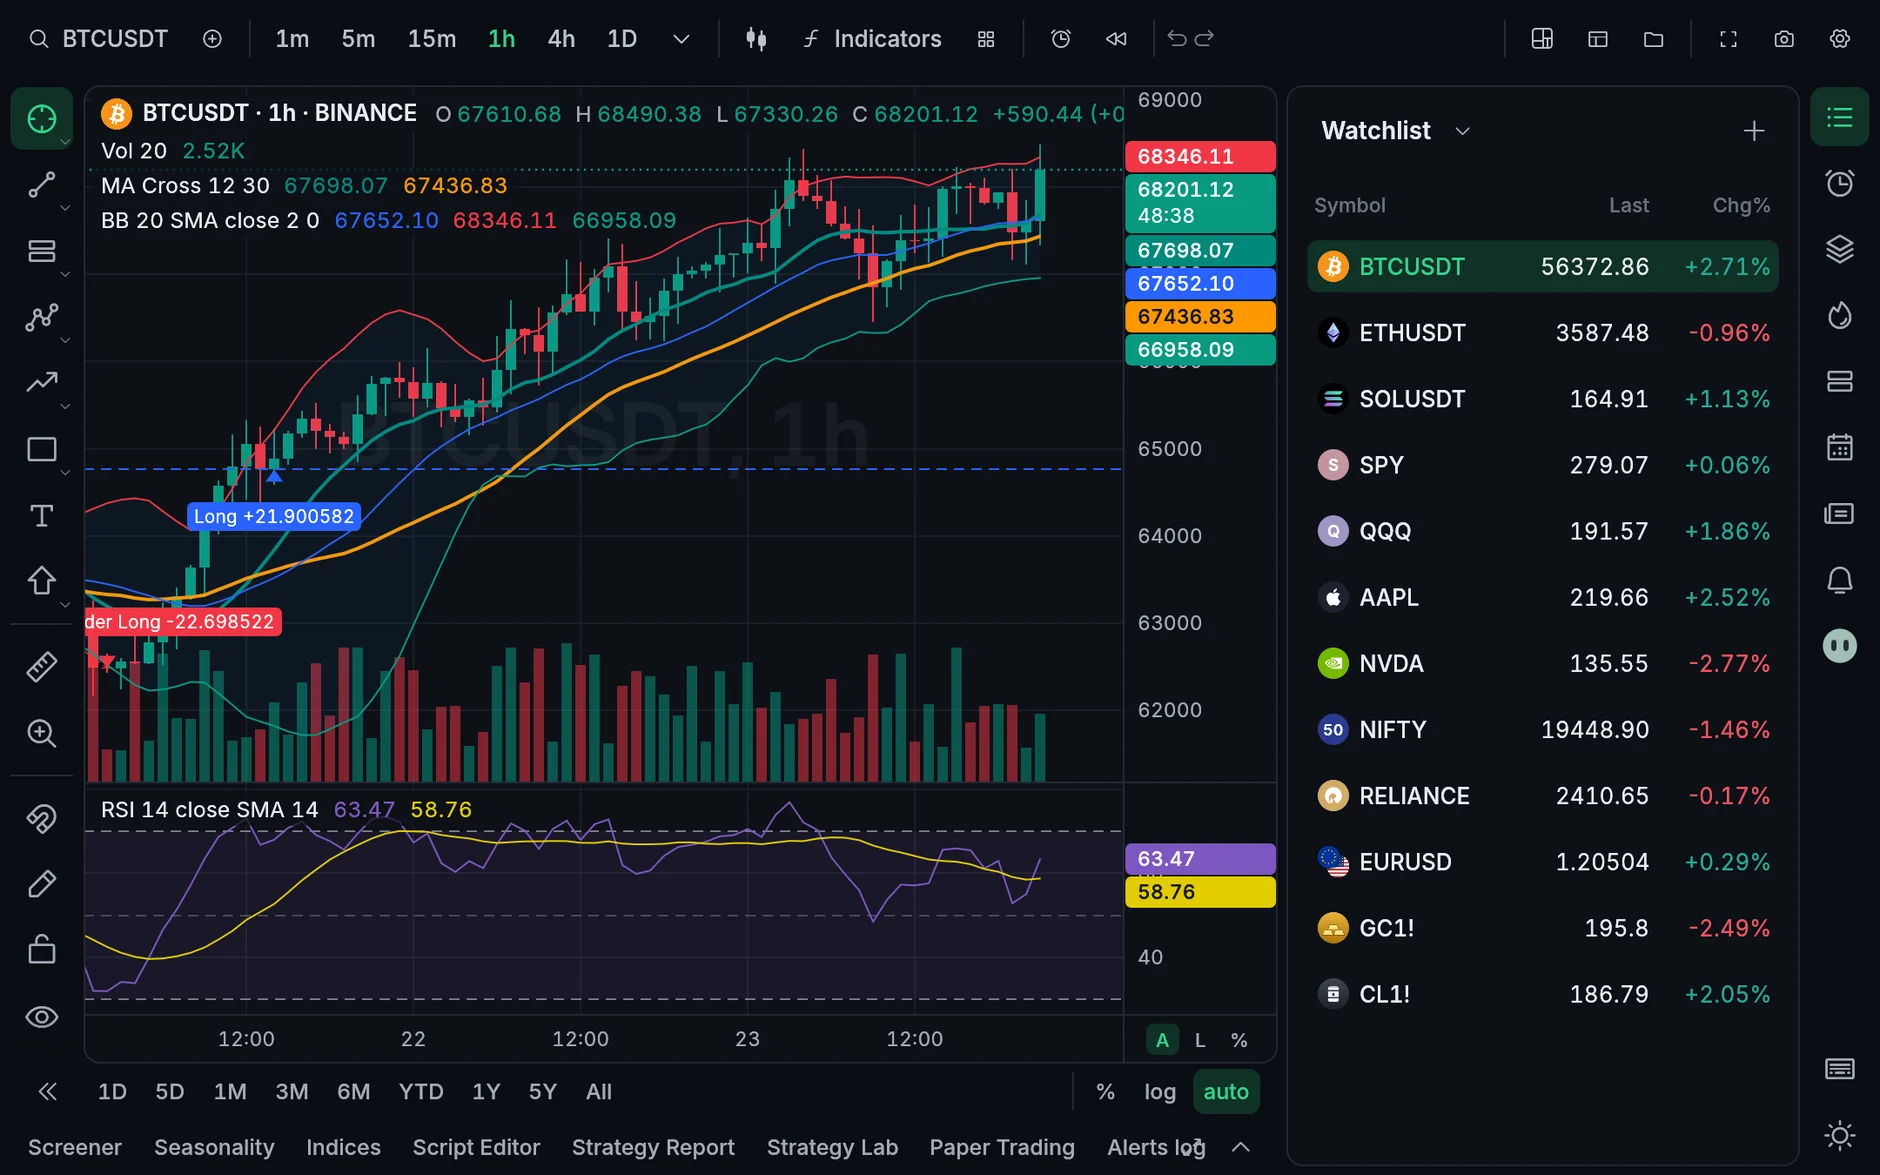 BTCUSDT 1m 5m 15m 1h 4h 1D Indicators
BTCUSDT · 1h · BINANCE O 67610.68 H 68490.38 L 67330.26 C 68201.12 +590.44 (+0
Vol 20 2.52K
MA Cross 12 30 67698.07 67436.83
BB 20 SMA close 2 0 67652.10 68346.11 66958.09
BTCUSDT, 1h
Long +21.900582
der Long -22.698522
69000
68346.11
68201.12
48:38
67698.07
67652.10
67436.83
66958.09
65000
64000
63000
62000
RSI 14 close SMA 14 63.47 58.76
63.47
58.76
40
12:00 22 12:00 23 12:00
A L %
1D 5D 1M 3M 6M YTD 1Y 5Y All % log auto
Screener Seasonality Indices Script Editor Strategy Report Strategy Lab Paper Trading Alerts log
Watchlist
Symbol Last Chg%
BTCUSDT 56372.86 +2.71%
ETHUSDT 3587.48 -0.96%
SOLUSDT 164.91 +1.13%
S SPY 279.07 +0.06%
Q QQQ 191.57 +1.86%
AAPL 219.66 +2.52%
NVDA 135.55 -2.77%
50 NIFTY 19448.90 -1.46%
RELIANCE 2410.65 -0.17%
EURUSD 1.20504 +0.29%
GC1! 195.8 -2.49%
CL1! 186.79 +2.05%